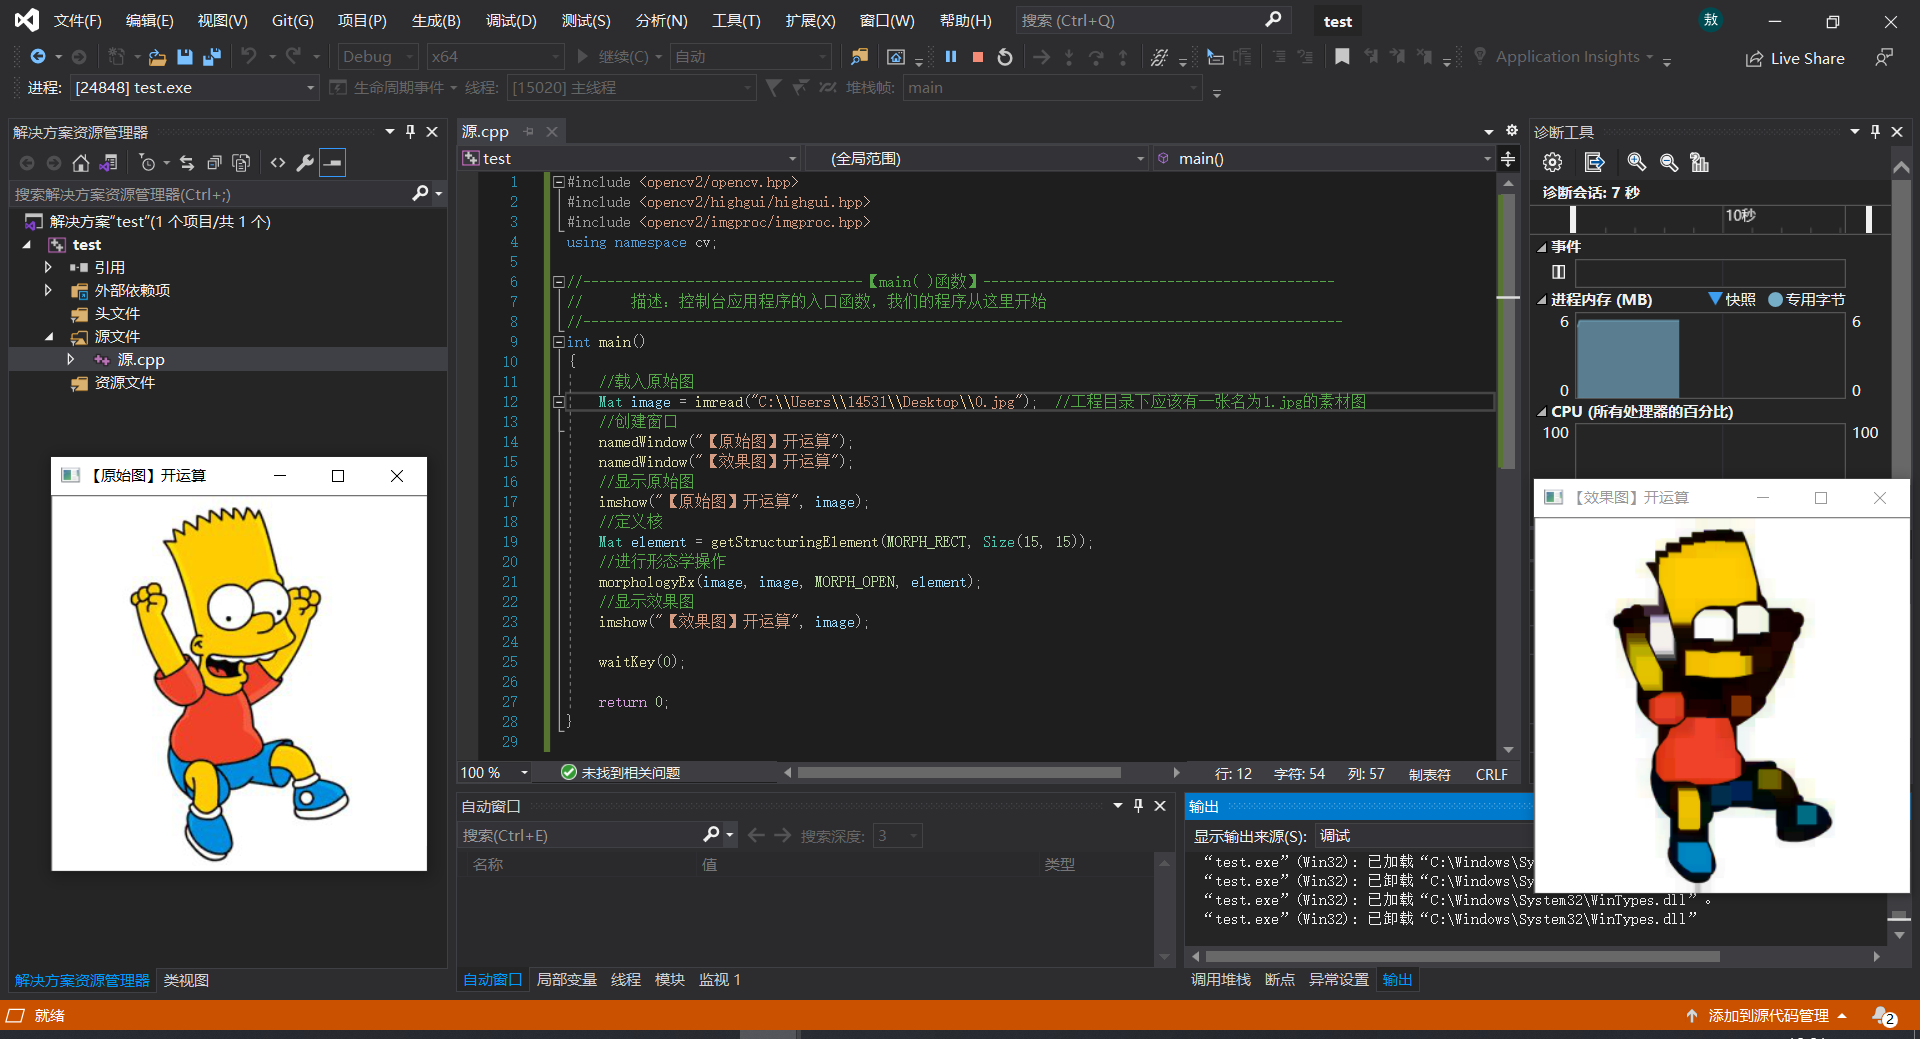 文件(F) 编辑(E) 视图(V) Git(G) 项目(P) 生成(B) 调试(D) 测试(S) 分析(N) 工具(T) 扩展(X) 窗口(W) 帮助(H) 搜索 (Ctrl+Q) test 敖
Debug x64 继续(C) 自动 Application Insights Live Share
进程: [24848] test.exe 生命周期事件 线程: [15020] 主线程 堆栈帧: main
解决方案资源管理器
搜索解决方案资源管理器(Ctrl+;)
解决方案“test”(1 个项目/共 1 个)
test
引用
外部依赖项
头文件
源文件
源.cpp
资源文件
【原始图】开运算
解决方案资源管理器 类视图
源.cpp
test (全局范围) main()
1 #include <opencv2/opencv.hpp>
2 #include <opencv2/highgui/highgui.hpp>
3 #include <opencv2/imgproc/imgproc.hpp>
4 using namespace cv;
5
6 //-----------------------------------【main( )函数】--------------------------------------------
7 // 描述：控制台应用程序的入口函数，我们的程序从这里开始
8 //-----------------------------------------------------------------------------------------------
9 int main()
10 {
11 //载入原始图
12 Mat image = imread("C:\\Users\\14531\\Desktop\\0.jpg"); //工程目录下应该有一张名为1.jpg的素材图
13 //创建窗口
14 namedWindow("【原始图】开运算");
15 namedWindow("【效果图】开运算");
16 //显示原始图
17 imshow("【原始图】开运算", image);
18 //定义核
19 Mat element = getStructuringElement(MORPH_RECT, Size(15, 15));
20 //进行形态学操作
21 morphologyEx(image, image, MORPH_OPEN, element);
22 //显示效果图
23 imshow("【效果图】开运算", image);
24
25 waitKey(0);
26
27 return 0;
28 }
29
100 % 未找到相关问题 行: 12 字符: 54 列: 57 制表符 CRLF
自动窗口
搜索(Ctrl+E) 搜索深度: 3
名称 值 类型
自动窗口 局部变量 线程 模块 监视 1
输出
显示输出来源(S): 调试
“test.exe”(Win32): 已加载“C:\Windows\Sy
“test.exe”(Win32): 已卸载“C:\Windows\Sy
“test.exe”(Win32): 已加载“C:\Windows\System32\WinTypes.dll”。
“test.exe”(Win32): 已卸载“C:\Windows\System32\WinTypes.dll”
调用堆栈 断点 异常设置 输出
诊断工具
诊断会话: 7 秒
10秒
事件
进程内存 (MB) 快照 专用字节
6 6
0 0
CPU (所有处理器的百分比)
100 100
【效果图】开运算
就绪 添加到源代码管理 2